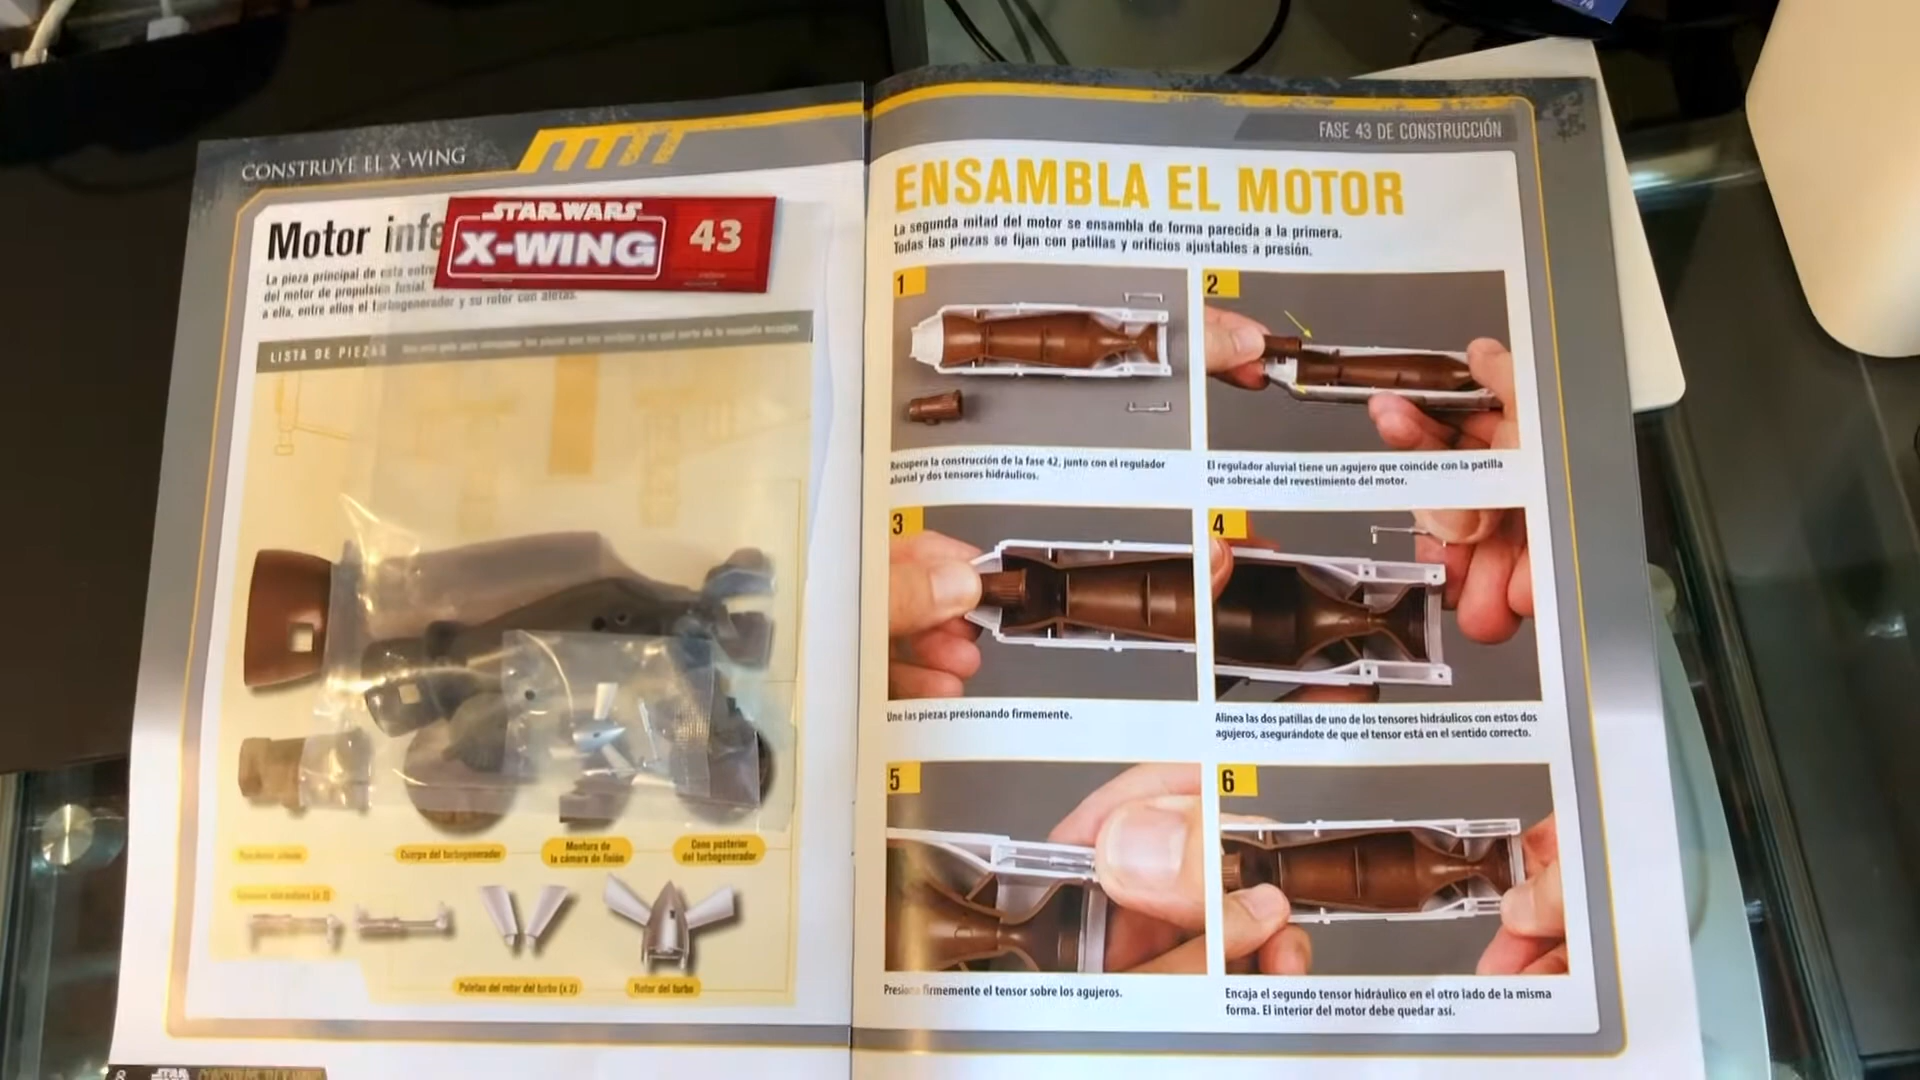 CONSTRUYE EL X-WING
Motor
STAR WARS
X-WING
43
La pieza principal de esta
del motor de propulsión fusial.
a ella, entre ellos el turbogenerador y su rotor con aletas.
LISTA DE PIEZAS
Cuerpo del turbogenerador
Montura de
la cámara de fusión
Cono posterior
del turbogenerador
Paletas del rotor del turbo (x 2)
Rotor del turbo
8
STAR
FASE 43 DE CONSTRUCCIÓN
ENSAMBLA EL MOTOR
La segunda mitad del motor se ensambla de forma parecida a la primera.
Todas las piezas se fijan con patillas y orificios ajustables a presión.
1
Recupera la construcción de la fase 42, junto con el regulador
aluvial y dos tensores hidráulicos.
2
El regulador aluvial tiene un agujero que coincide con la patilla
que sobresale del revestimiento del motor.
3
Une las piezas presionando firmemente.
4
Alinea las dos patillas de uno de los tensores hidráulicos con estos dos
agujeros, asegurándote de que el tensor está en el sentido correcto.
5
Presiona firmemente el tensor sobre los agujeros.
6
Encaja el segundo tensor hidráulico en el otro lado de la misma
forma. El interior del motor debe quedar así.